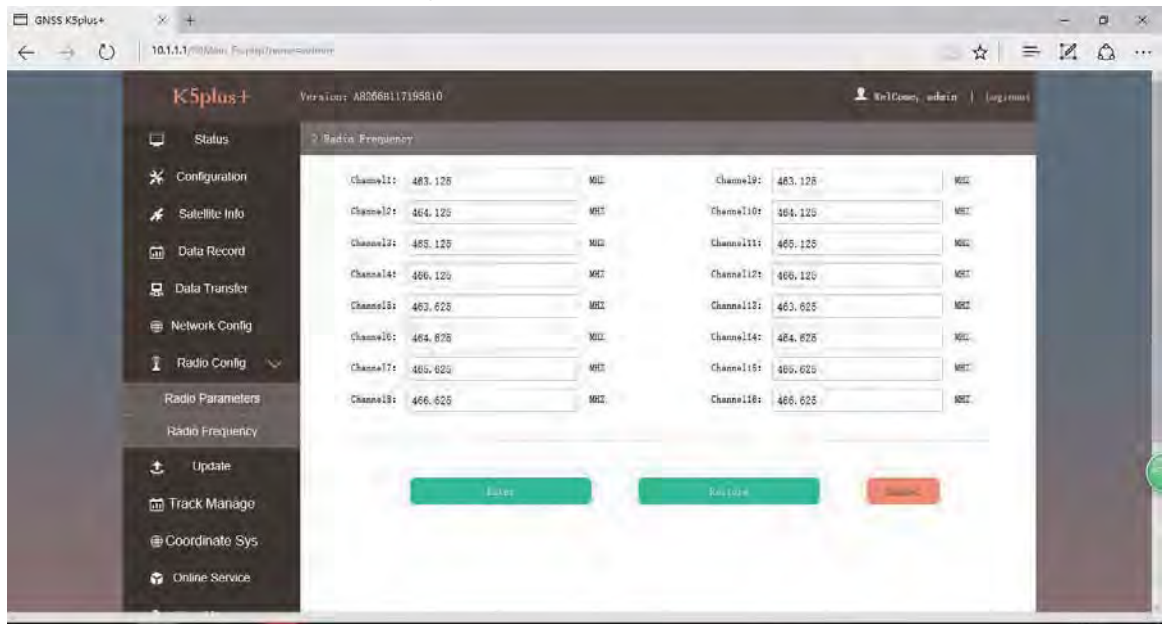 GNSS K5plus+
10.1.1.1
K5plus+
Version:
Welcome, admin |
Status
Radio Frequency
Channel1: 463.125 MHZ Channel9: 463.125 MHZ
Configuration
Channel2: 464.125 MHZ Channel10: 464.125 MHZ
Satellite Info
Channel3: 465.125 MHZ Channel11: 465.125 MHZ
Data Record
Channel4: 466.125 MHZ Channel12: 466.125 MHZ
Data Transfer
Channel5: 463.625 MHZ Channel13: 463.625 MHZ
Network Config
Channel6: 464.625 MHZ Channel14: 464.625 MHZ
Radio Config
Channel7: 465.625 MHZ Channel15: 465.625 MHZ
Radio Parameters
Channel8: 466.625 MHZ Channel16: 466.625 MHZ
Radio Frequency
Update
Enter
Restore
Track Manage
Coordinate Sys
Online Service